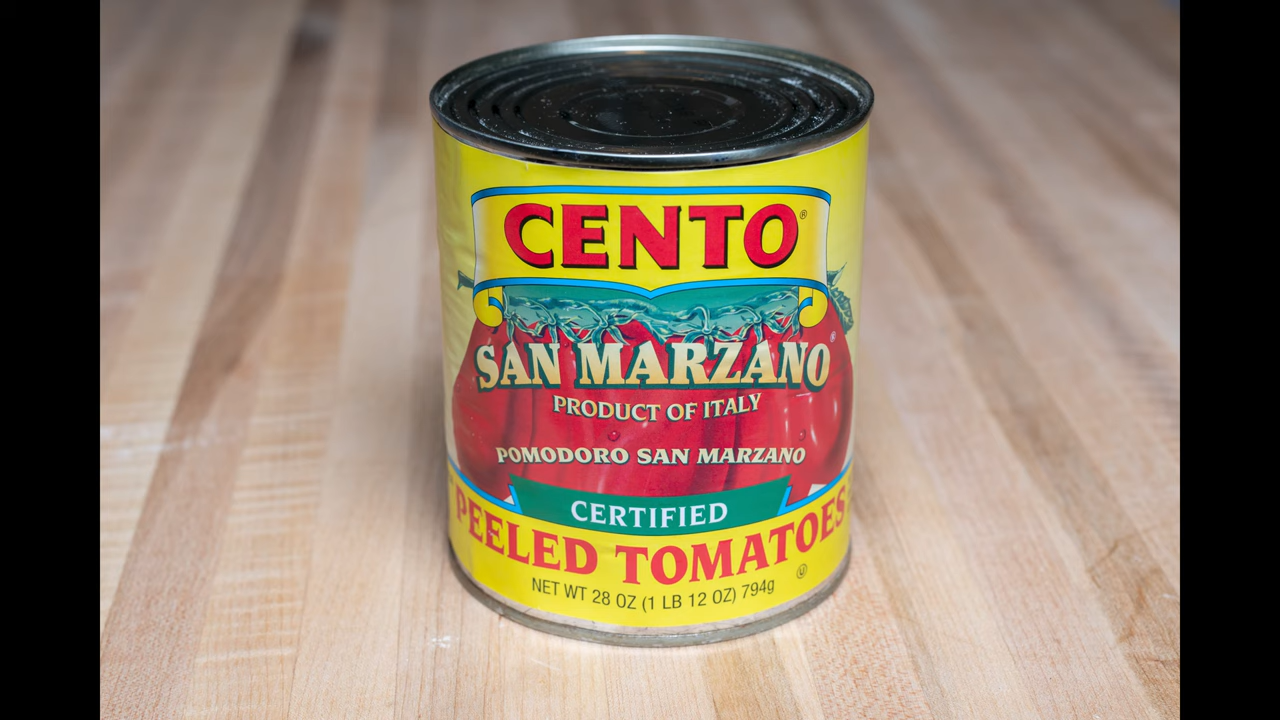 CENTO®
SAN MARZANO®
PRODUCT OF ITALY
POMODORO SAN MARZANO
CERTIFIED
PEELED TOMATOES
NET WT 28 OZ (1 LB 12 OZ) 794g
U